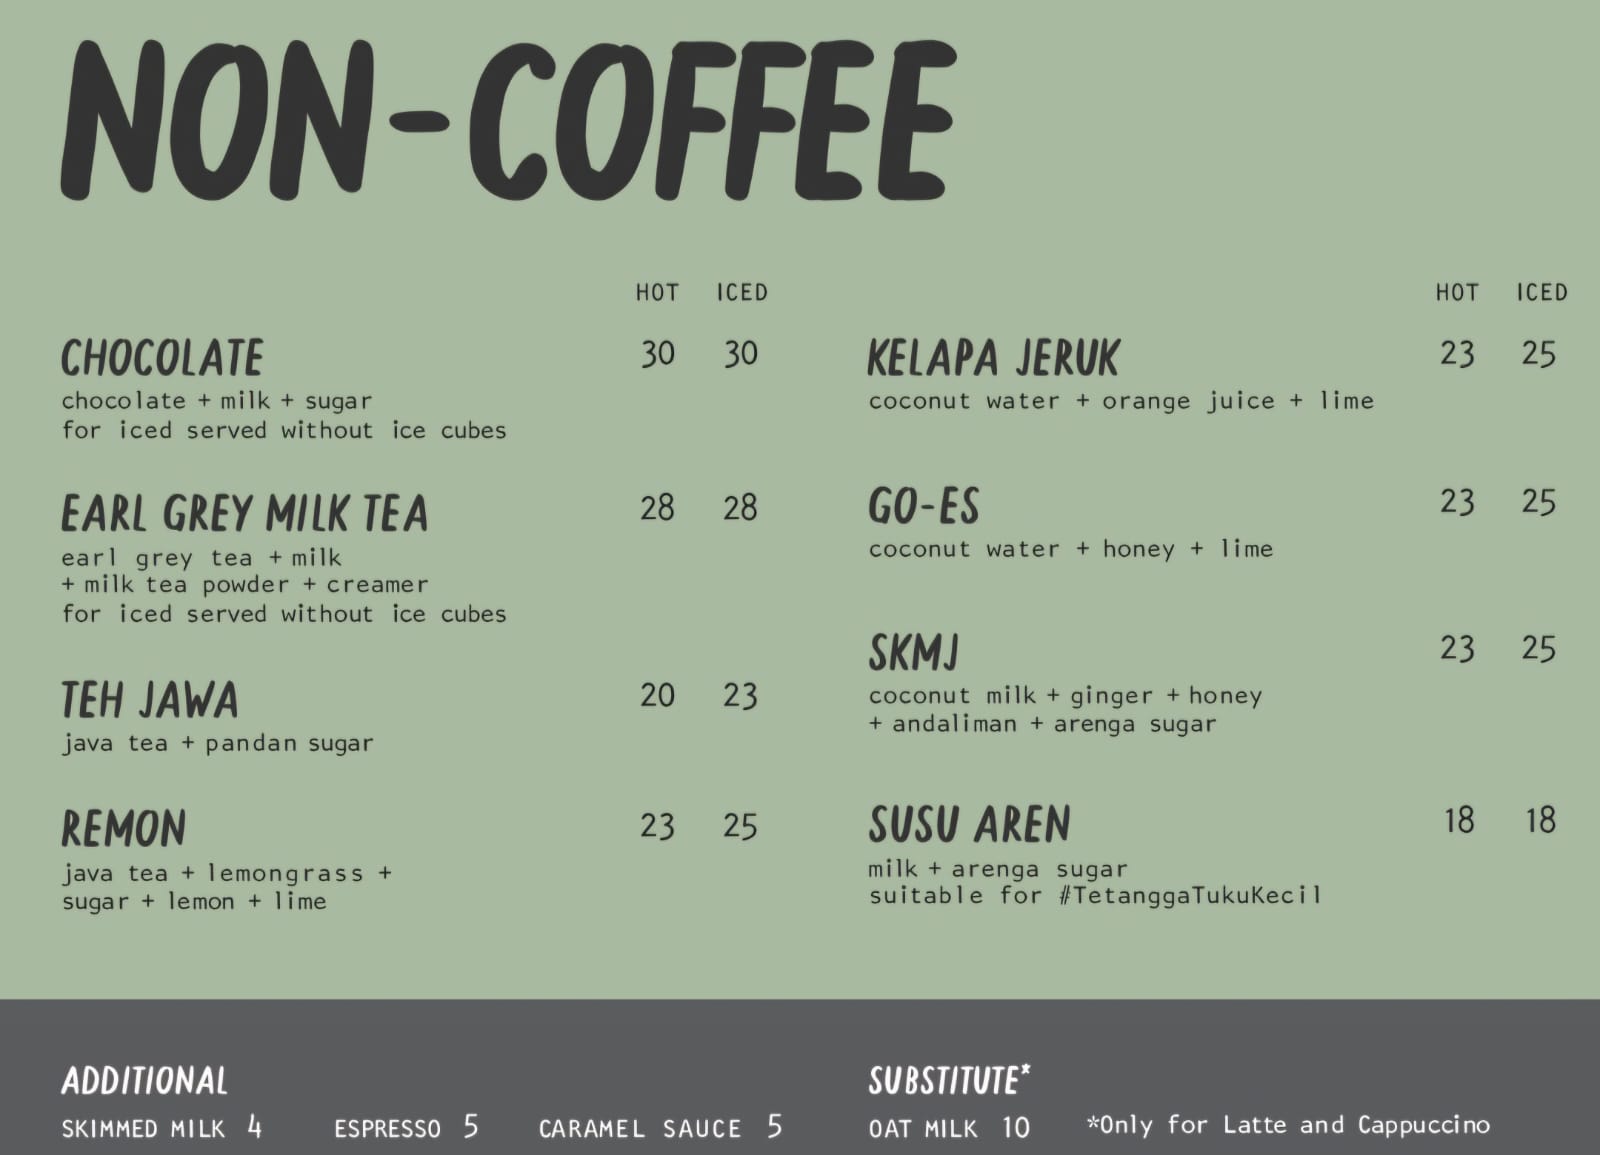 NON-COFFEE
HOT ICED
CHOCOLATE 30 30
chocolate + milk + sugar
for iced served without ice cubes
EARL GREY MILK TEA 28 28
earl grey tea + milk
+ milk tea powder + creamer
for iced served without ice cubes
TEH JAWA 20 23
java tea + pandan sugar
REMON 23 25
java tea + lemongrass +
sugar + lemon + lime
HOT ICED
KELAPA JERUK 23 25
coconut water + orange juice + lime
GO-ES 23 25
coconut water + honey + lime
SKMJ 23 25
coconut milk + ginger + honey
+ andaliman + arenga sugar
SUSU AREN 18 18
milk + arenga sugar
suitable for #TetanggaTukuKecil
ADDITIONAL
SKIMMED MILK 4 ESPRESSO 5 CARAMEL SAUCE 5
SUBSTITUTE*
OAT MILK 10 *Only for Latte and Cappuccino